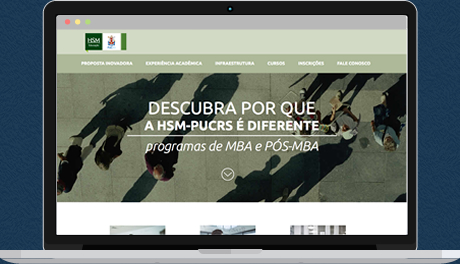 HSM
PROPOSTA INOVADORA EXPERIÊNCIA ACADÊMICA INFRAESTRUTURA CURSOS INSCRIÇÕES FALE CONOSCO
DESCUBRA POR QUE
A HSM-PUCRS É DIFERENTE
programas de MBA e PÓS-MBA